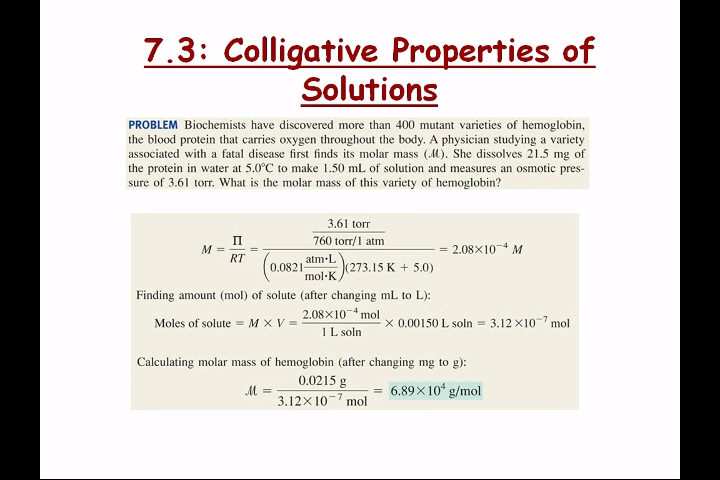 7.3: Colligative Properties of
Solutions
PROBLEM Biochemists have discovered more than 400 mutant varieties of hemoglobin,
the blood protein that carries oxygen throughout the body. A physician studying a variety
associated with a fatal disease first finds its molar mass (ℳ). She dissolves 21.5 mg of
the protein in water at 5.0°C to make 1.50 mL of solution and measures an osmotic pres-
sure of 3.61 torr. What is the molar mass of this variety of hemoglobin?
M = Π/RT = (3.61 torr / 760 torr/1 atm) / (0.0821 atm·L/mol·K)(273.15 K + 5.0) = 2.08×10⁻⁴ M
Finding amount (mol) of solute (after changing mL to L):
Moles of solute = M × V = 2.08×10⁻⁴ mol / 1 L soln × 0.00150 L soln = 3.12×10⁻⁷ mol
Calculating molar mass of hemoglobin (after changing mg to g):
ℳ = 0.0215 g / 3.12×10⁻⁷ mol = 6.89×10⁴ g/mol